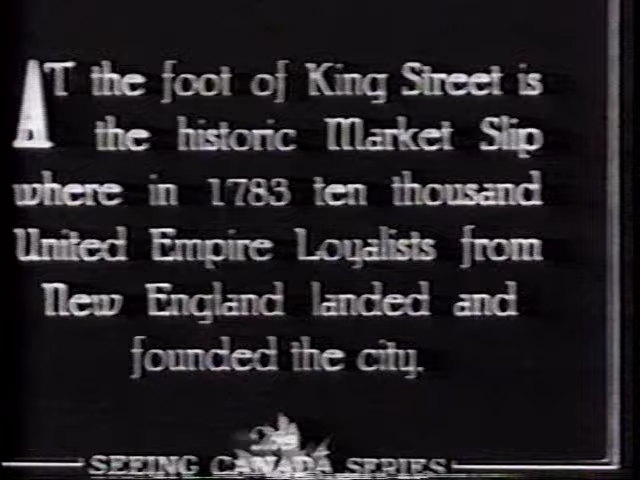 AT the foot of King Street is
the historic Market Slip
where in 1783 ten thousand
United Empire Loyalists from
New England landed and
founded the city.
SEEING CANADA SERIES